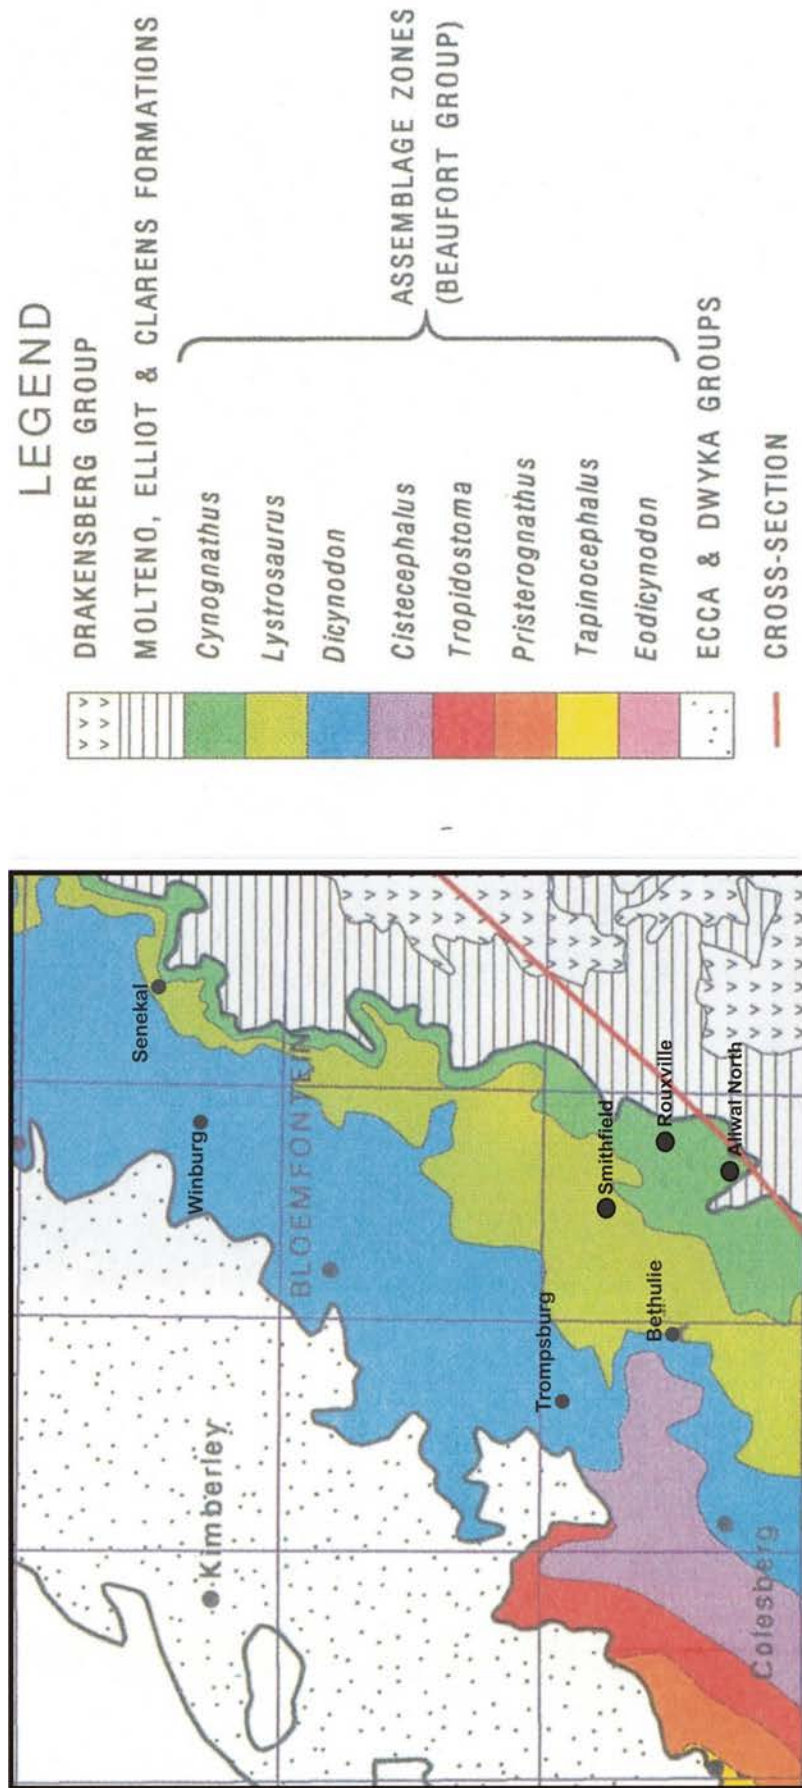 LEGEND
DRAKENSBERG GROUP
MOLTENO, ELLIOT & CLARENS FORMATIONS
Cynognathus
Lystrosaurus
Dicynodon
Cistecephalus
Tropidostoma
Pristerognathus
Tapinocephalus
Eodicynodon
ASSEMBLAGE ZONES
(BEAUFORT GROUP)
ECCA & DWYKA GROUPS
CROSS-SECTION
Senekal
Winburg
BLOEMFONTEIN
Kimberley
Trompsburg
Smithfield
Rouxville
Bethulie
Aliwal North
Colesberg